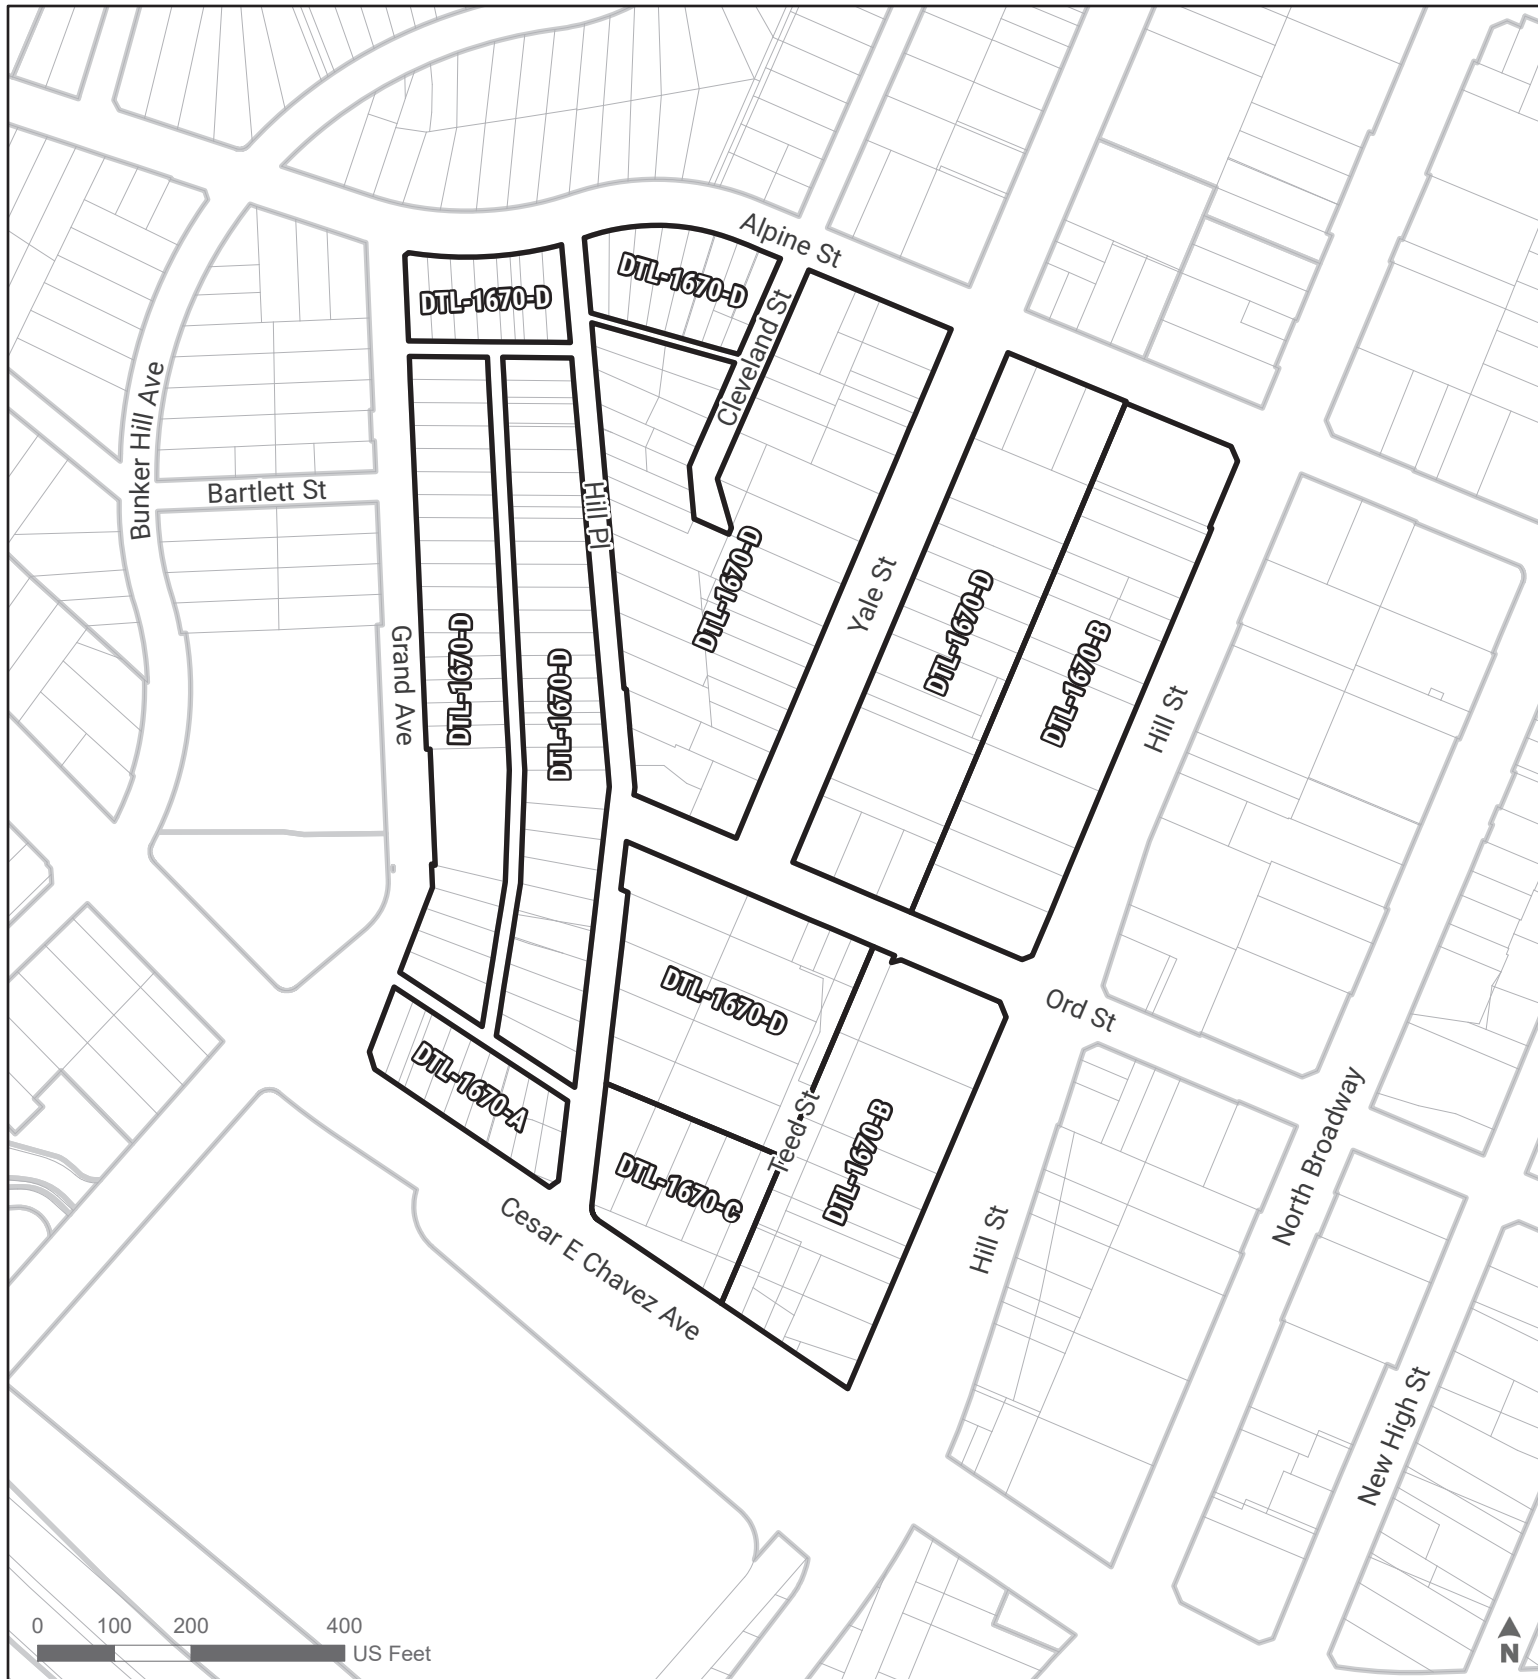 Alpine St
DTL-1670-D
DTL-1670-D
Cleveland St
Bunker Hill Ave
Bartlett St
Hill Pl
DTL-1670-D
Yale St
DTL-1670-D
DTL-1670-B
Grand Ave
DTL-1670-D
DTL-1670-D
Hill St
DTL-1670-D
Ord St
DTL-1670-A
Teed St
DTL-1670-B
North Broadway
DTL-1670-C
Cesar E Chavez Ave
Hill St
New High St
0 100 200 400
US Feet
N